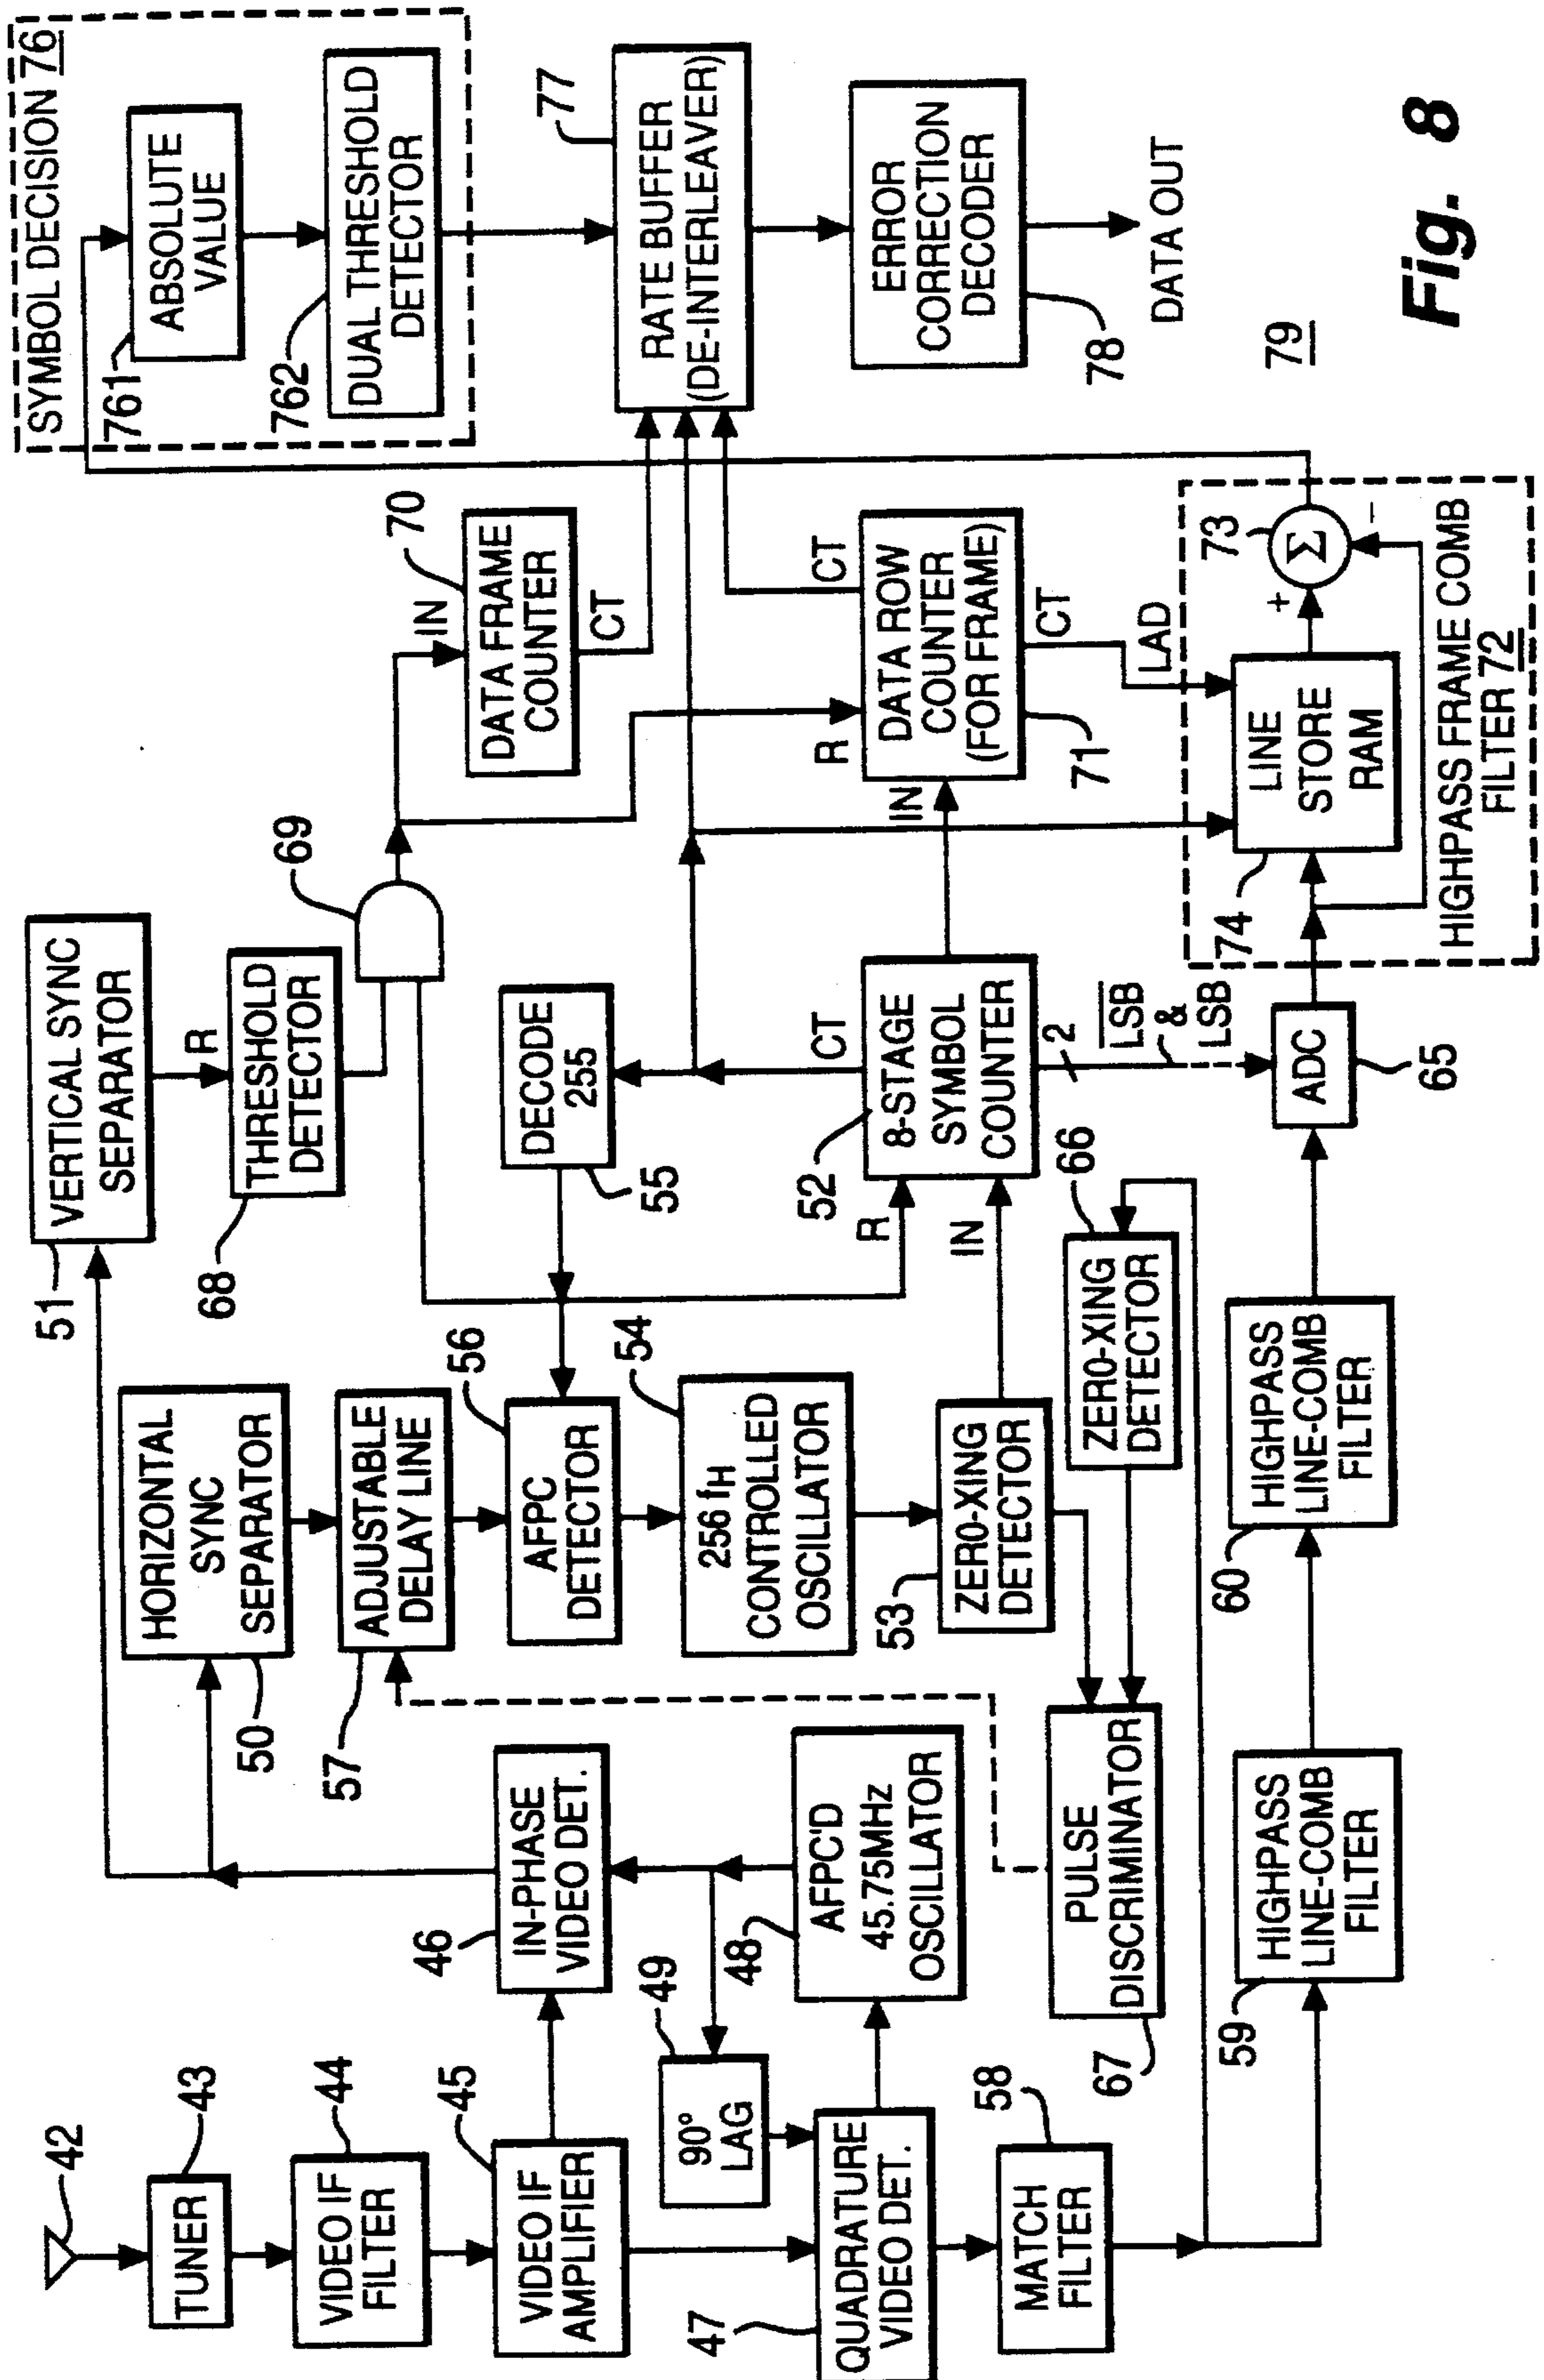 42
TUNER
43
VIDEO IF
FILTER
44
VIDEO IF
AMPLIFIER
45
IN-PHASE
VIDEO DET.
46
90°
LAG
49
QUADRATURE
VIDEO DET.
47
AFPC'D
45.75MHz
OSCILLATOR
48
MATCH
FILTER
58
PULSE
DISCRIMINATOR
67
HIGHPASS
LINE-COMB
FILTER
59
HIGHPASS
LINE-COMB
FILTER
60
HORIZONTAL
SYNC
SEPARATOR
50
ADJUSTABLE
DELAY LINE
57
AFPC
DETECTOR
56
256 fH
CONTROLLED
OSCILLATOR
54
ZERO-XING
DETECTOR
53
ZERO-XING
DETECTOR
66
VERTICAL SYNC
SEPARATOR
51
R
THRESHOLD
DETECTOR
68
69
DECODE
255
55
8-STAGE
SYMBOL
COUNTER
52
R
IN
CT
2
L̅S̅B̅
&
LSB
ADC
65
DATA FRAME
COUNTER
70
IN
CT
DATA ROW
COUNTER
(FOR FRAME)
71
IN
R
CT
CT
LAD
LINE
STORE
RAM
74
+
Σ
73
−
HIGHPASS FRAME COMB
FILTER 72
SYMBOL DECISION 76
ABSOLUTE
VALUE
761
DUAL THRESHOLD
DETECTOR
762
RATE BUFFER
(DE-INTERLEAVER)
77
ERROR
CORRECTION
DECODER
78
DATA OUT
79
Fig. 8